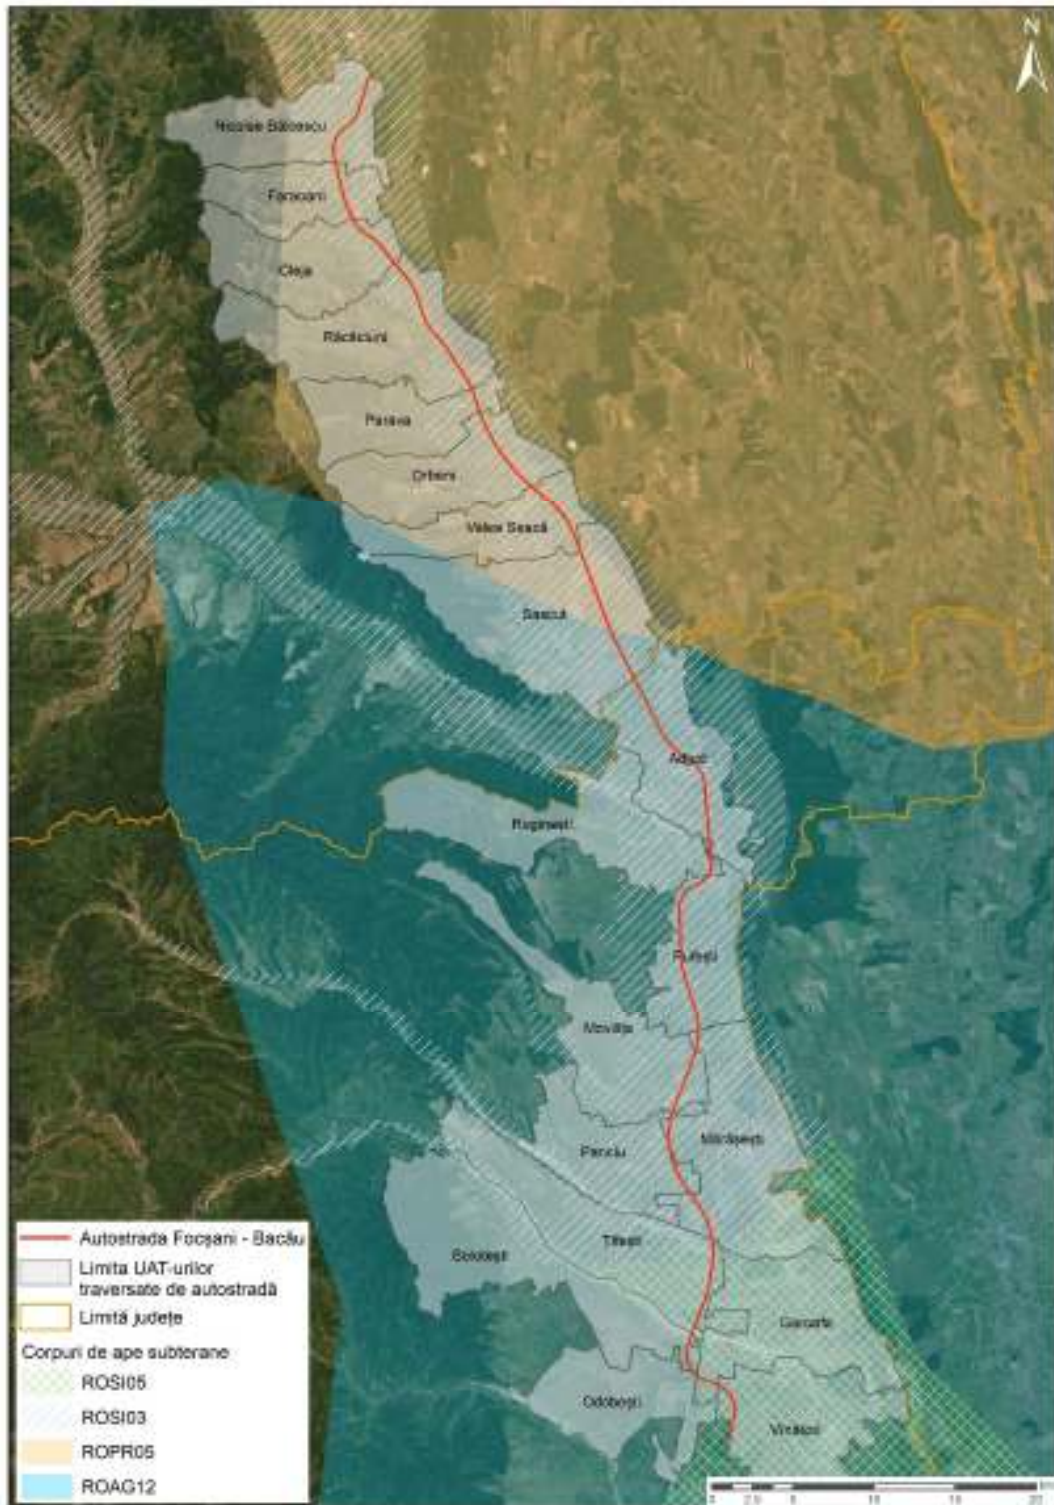 N
Nicolae Bălcescu
Faraoani
Cleja
Răcăciuni
Parava
Orbeni
Valea Seacă
Sascut
Adjud
Ruginești
Pufești
Movilița
Mărășești
Panciu
Țifești
Bolotești
Garoafa
Odobești
Vînători
Autostrada Focșani - Bacău
Limita UAT-urilor
traversate de autostradă
Limită județe
Corpuri de ape subterane
ROSI05
ROSI03
ROPR05
ROAG12